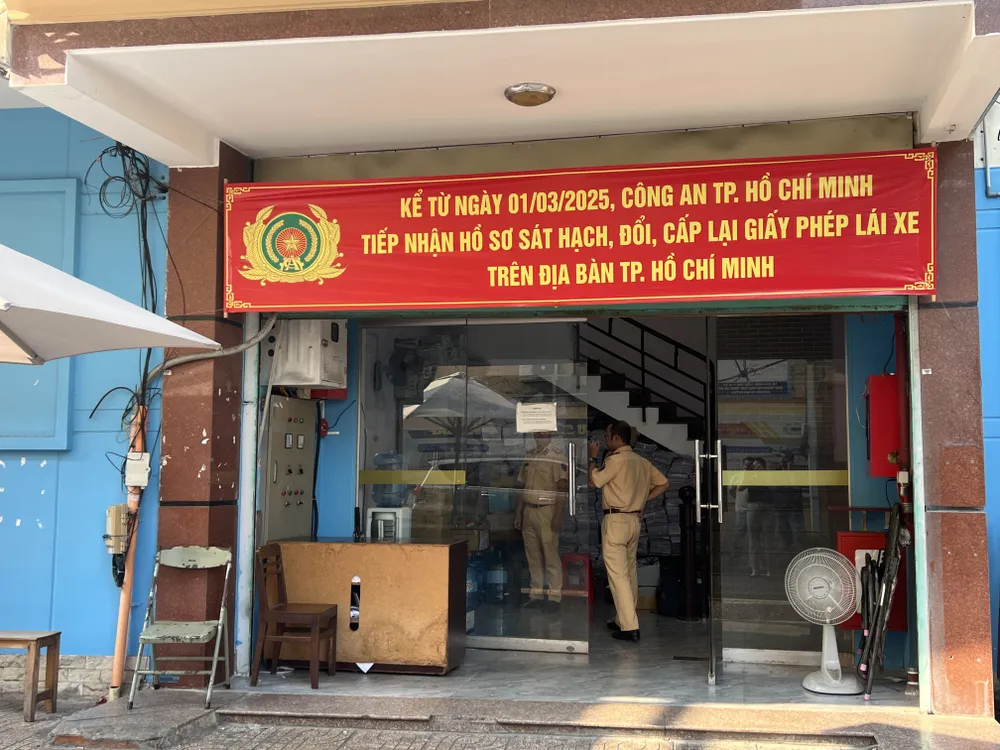 KỂ TỪ NGÀY 01/03/2025, CÔNG AN TP. HỒ CHÍ MINH
TIẾP NHẬN HỒ SƠ SÁT HẠCH, ĐỔI, CẤP LẠI GIẤY PHÉP LÁI XE
TRÊN ĐỊA BÀN TP. HỒ CHÍ MINH